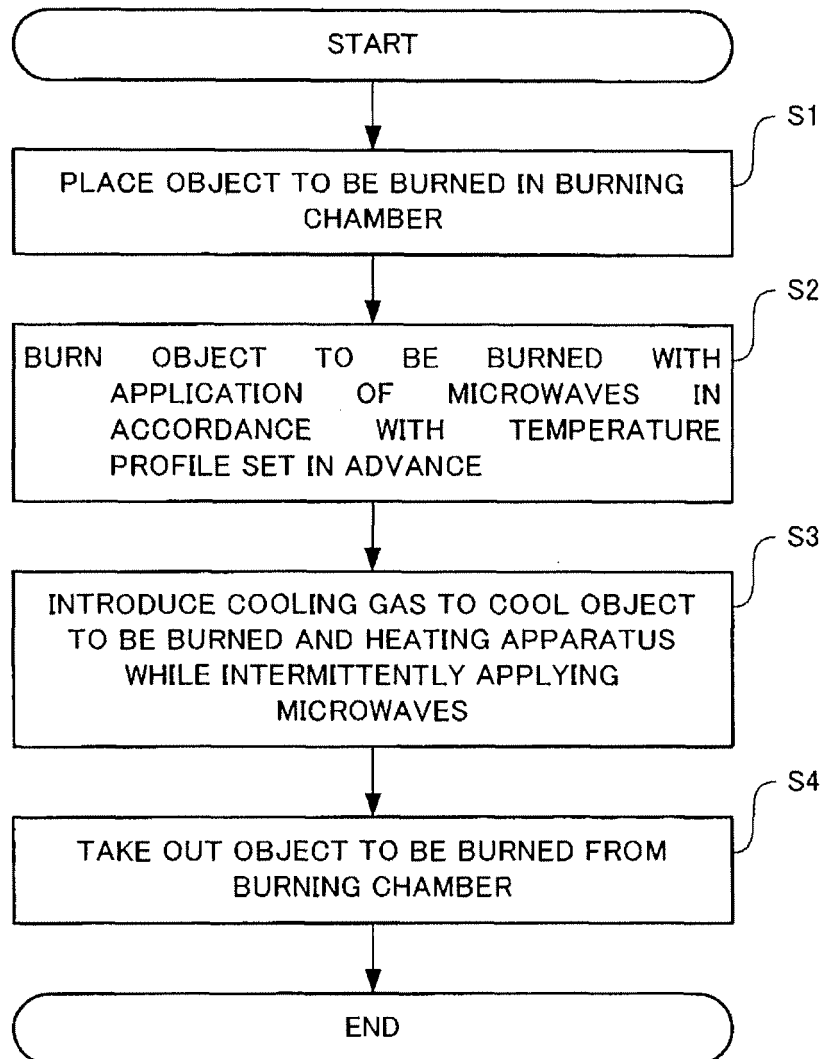 START
S1
PLACE OBJECT TO BE BURNED IN BURNING
CHAMBER
S2
BURN OBJECT TO BE BURNED WITH
APPLICATION OF MICROWAVES IN
ACCORDANCE WITH TEMPERATURE
PROFILE SET IN ADVANCE
S3
INTRODUCE COOLING GAS TO COOL OBJECT
TO BE BURNED AND HEATING APPARATUS
WHILE INTERMITTENTLY APPLYING
MICROWAVES
S4
TAKE OUT OBJECT TO BE BURNED FROM
BURNING CHAMBER
END